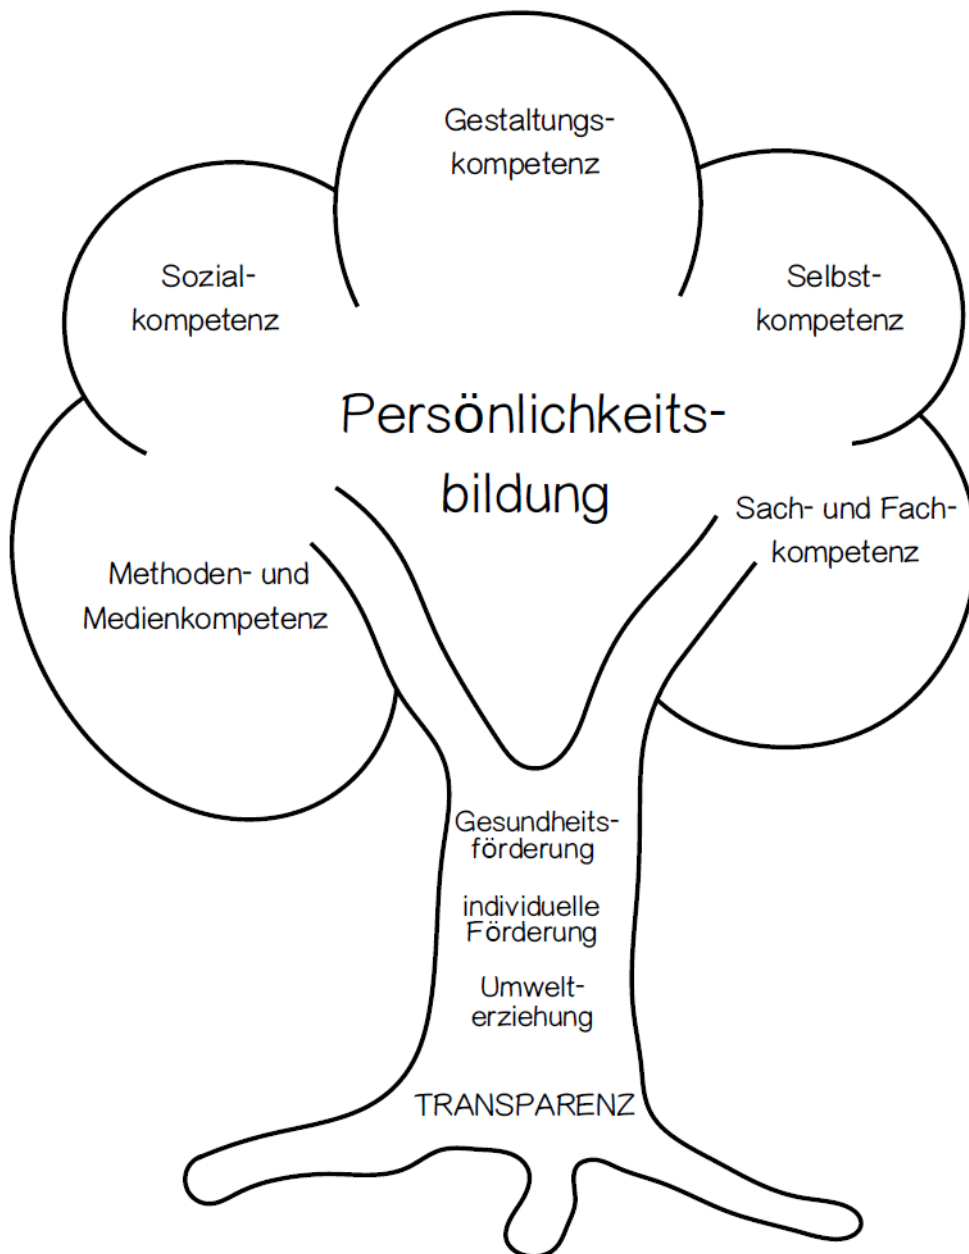 Gestaltungs-
kompetenz
Sozial-
kompetenz
Selbst-
kompetenz
Persönlichkeits-
bildung
Sach- und Fach-
kompetenz
Methoden- und
Medienkompetenz
Gesundheits-
förderung
individuelle
Förderung
Umwelt-
erziehung
TRANSPARENZ